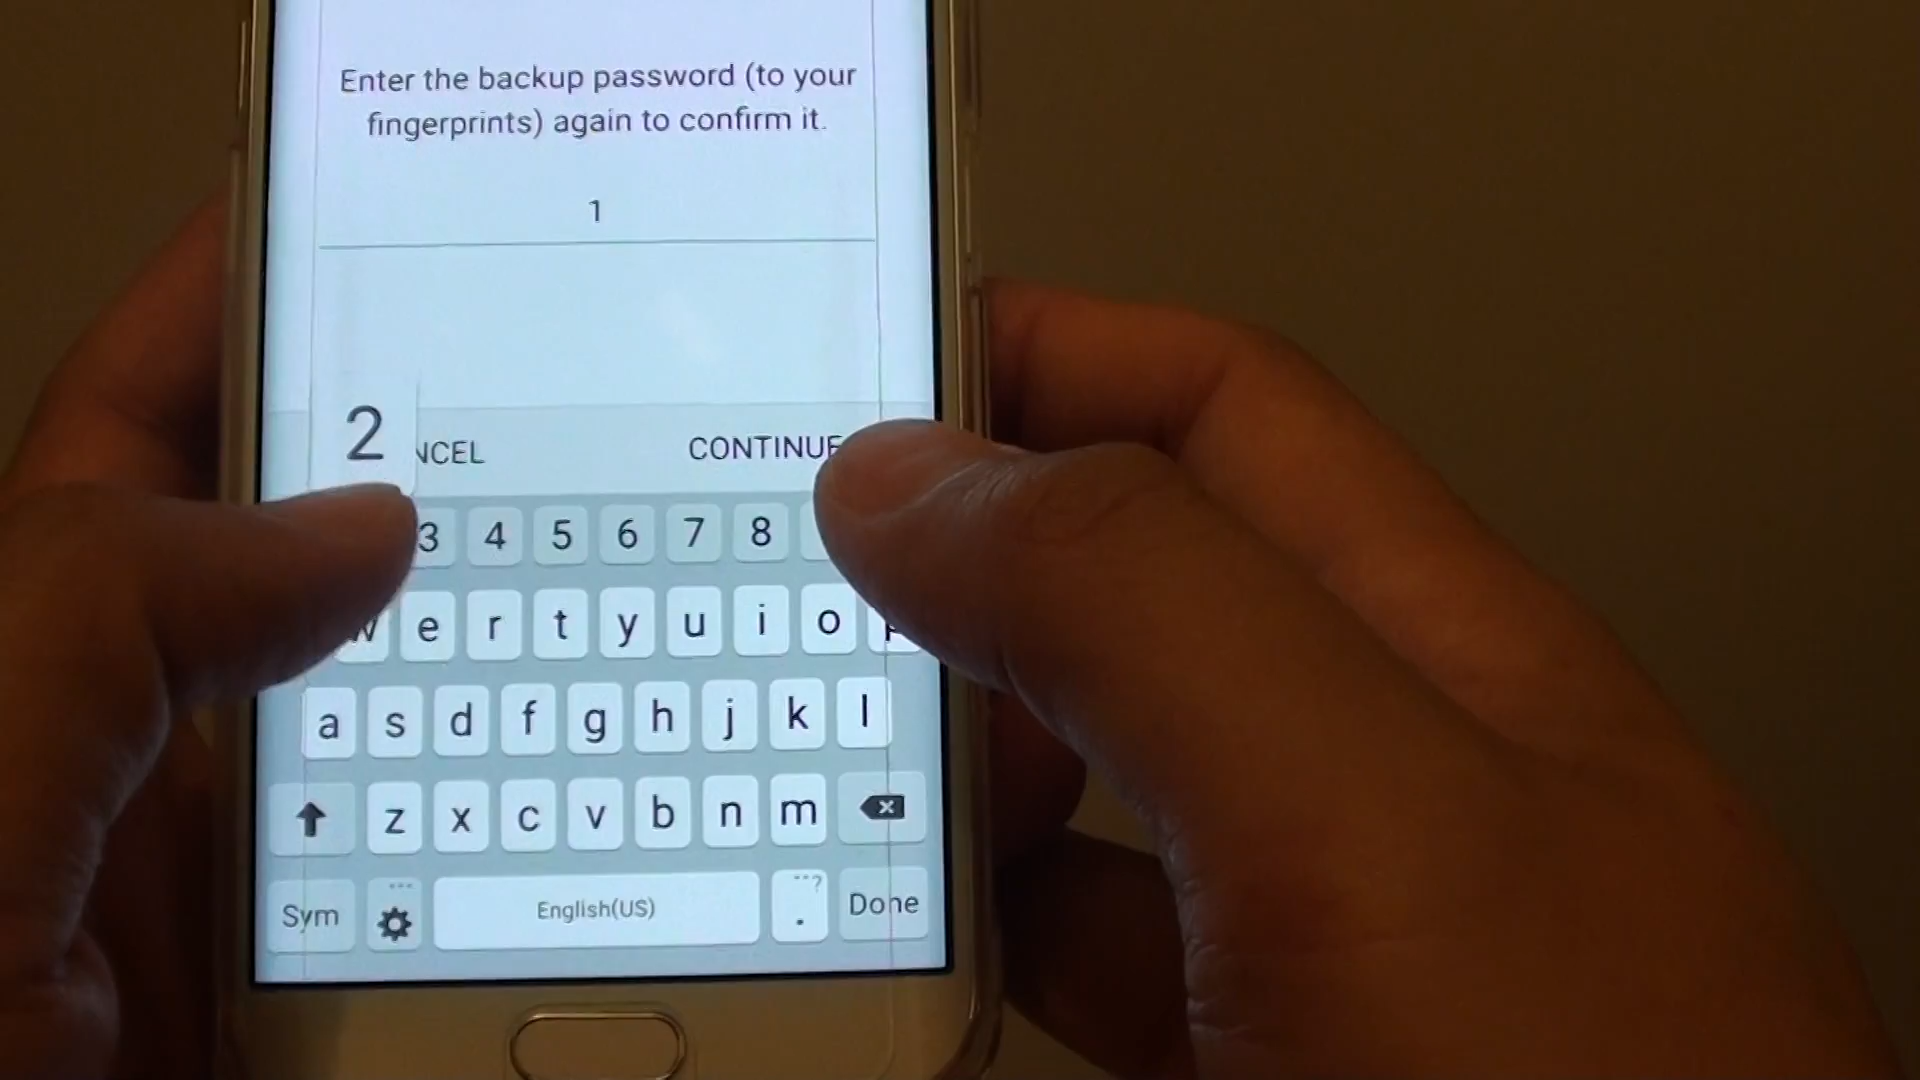 Enter the backup password (to your
fingerprints) again to confirm it.
1
2
CONTINUE
3 4 5 6 7 8
w e r t y u i o p
a s d f g h j k l
z x c v b n m
Sym English(US) ...? . Done